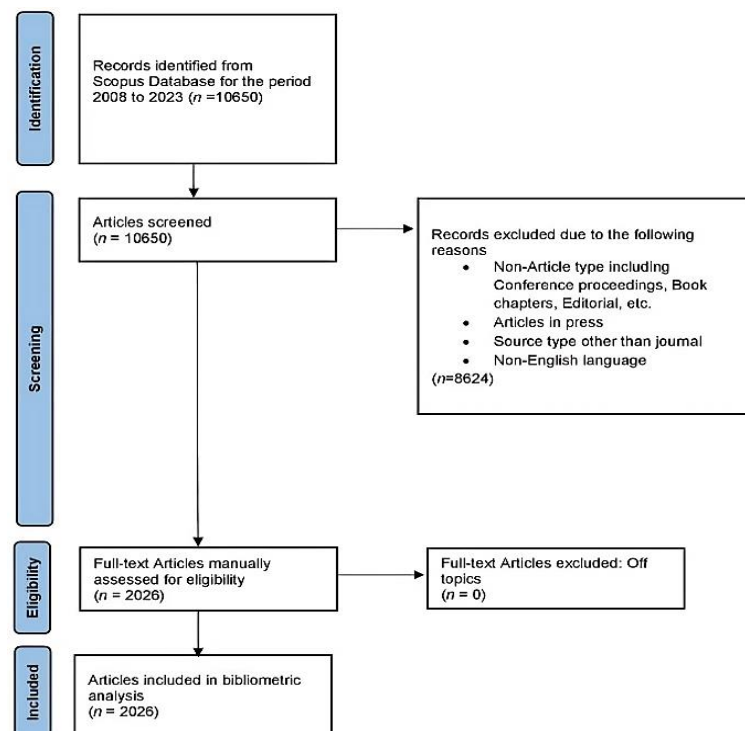 Identification
Records identified from
Scopus Database for the period
2008 to 2023 (n =10650)
Screening
Articles screened
(n = 10650)
Records excluded due to the following
reasons
• Non-Article type including
Conference proceedings, Book
chapters, Editorial, etc.
• Articles in press
• Source type other than journal
• Non-English language
(n=8624)
Eligibility
Full-text Articles manually
assessed for eligibility
(n = 2026)
Full-text Articles excluded: Off
topics
(n = 0)
Included
Articles included in bibliometric
analysis
(n = 2026)